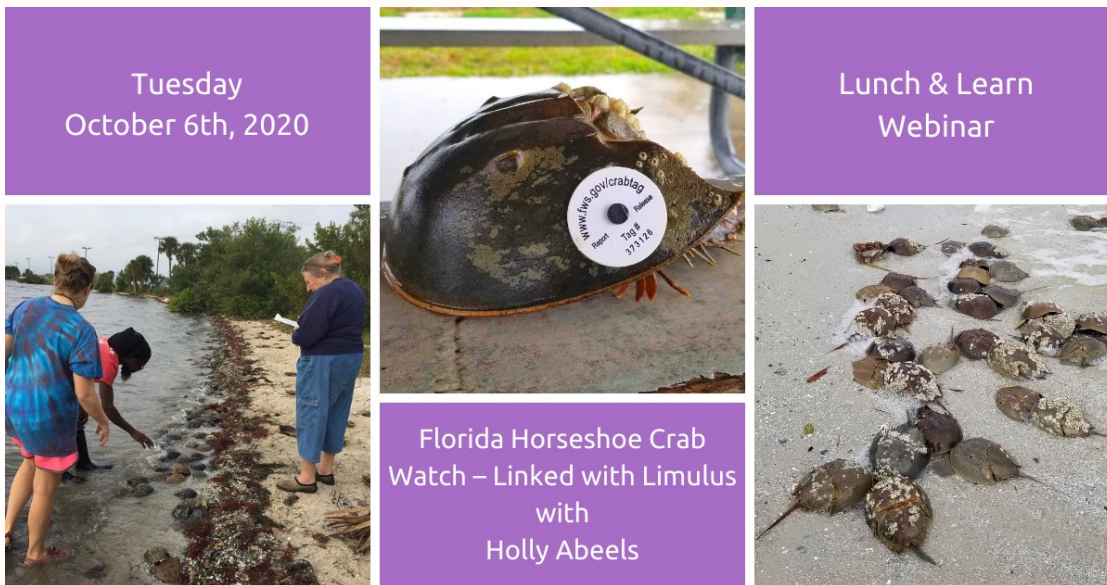 Tuesday
October 6th, 2020
www.fws.gov/crabtag
Report
Release
Tag #
373126
Lunch & Learn
Webinar
Florida Horseshoe Crab
Watch – Linked with Limulus
with
Holly Abeels